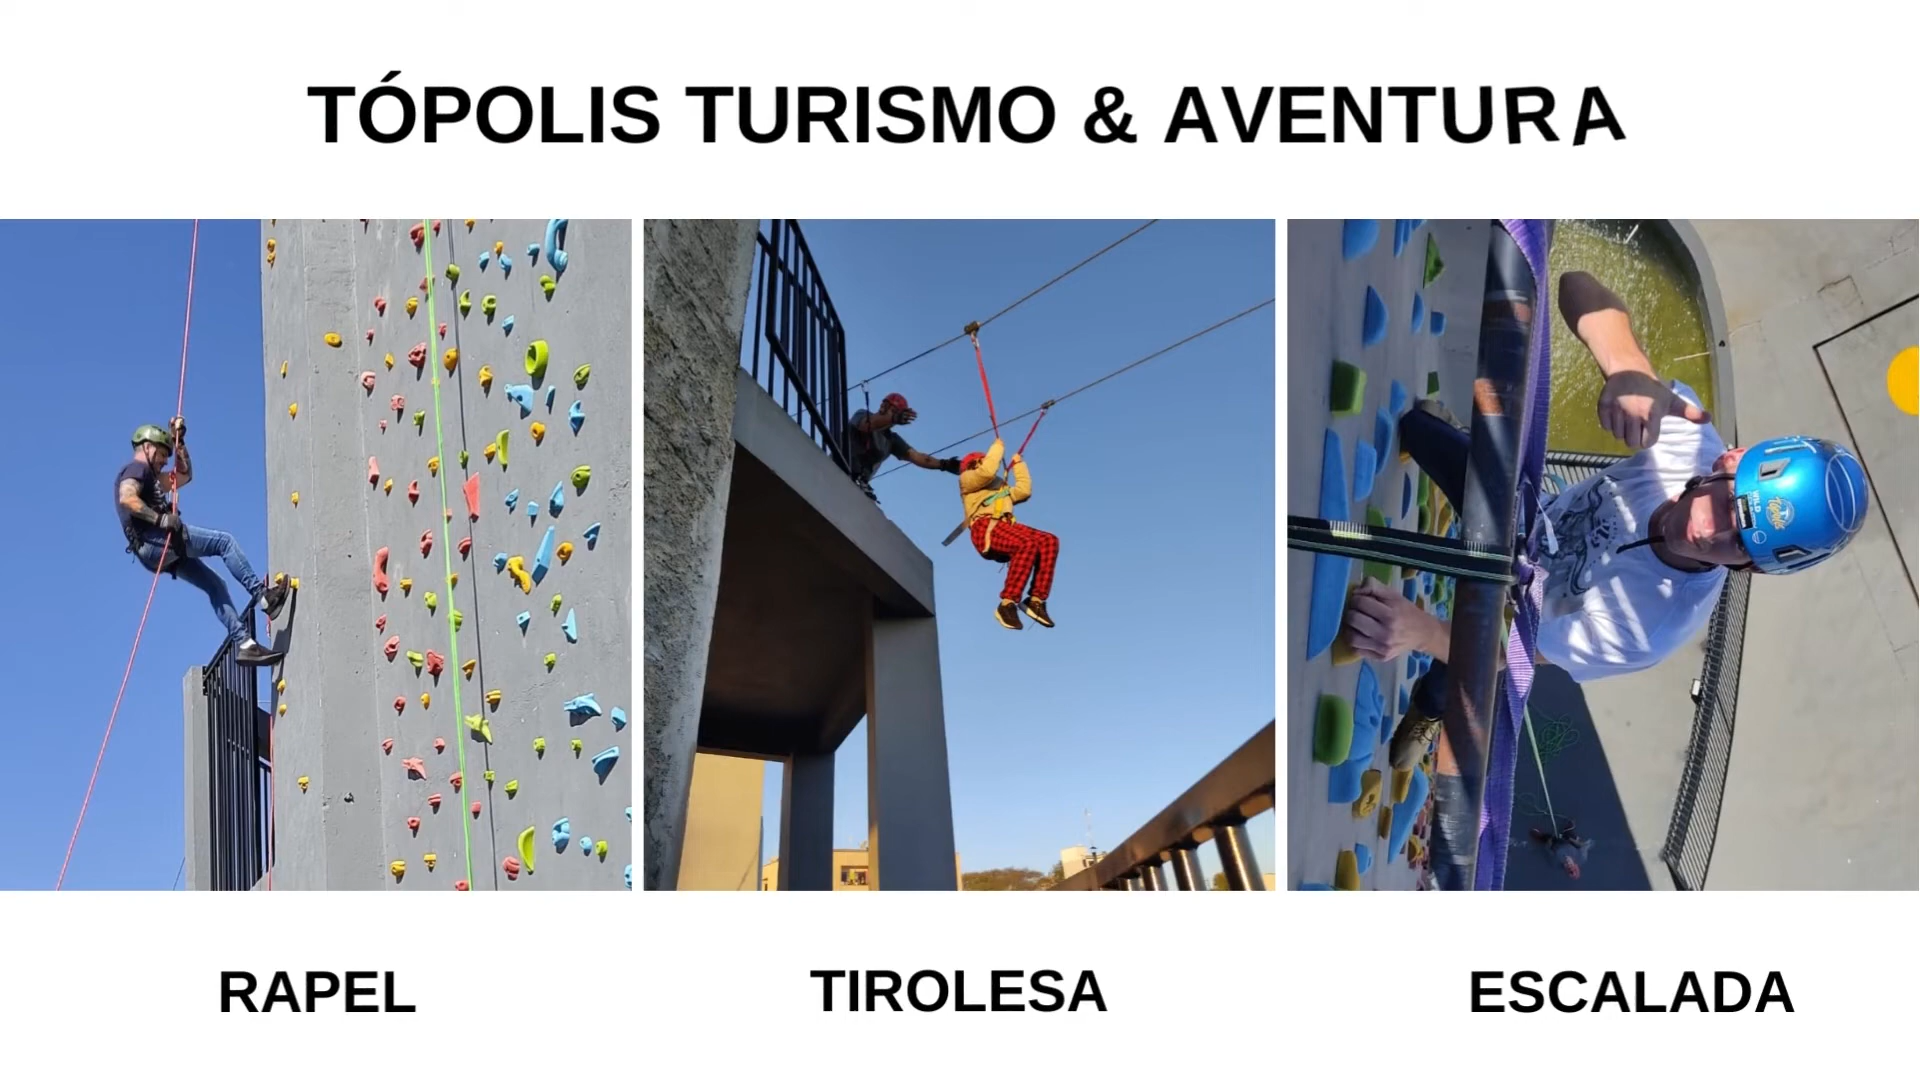 TÓPOLIS TURISMO & AVENTURA
RAPEL
TIROLESA
ESCALADA